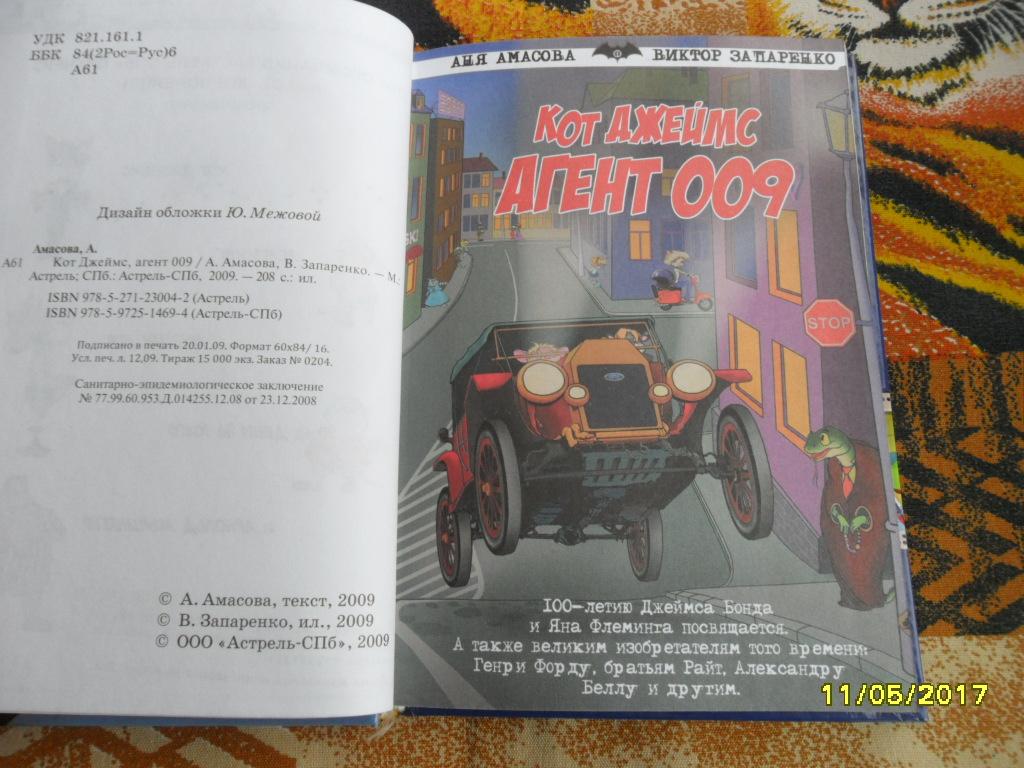 УДК 821.161.1
ББК 84(2Рос=Рус)6
А61
Дизайн обложки Ю. Межовой
Амасова, А.
А61 Кот Джеймс, агент 009 / А. Амасова, В. Запаренко. — М.:
Астрель; СПб.: Астрель-СПб, 2009. — 208 с.: ил.
ISBN 978-5-271-23004-2 (Астрель)
ISBN 978-5-9725-1469-4 (Астрель-СПб)
Подписано в печать 20.01.09. Формат 60x84/ 16.
Усл. печ. л. 12,09. Тираж 15 000 экз. Заказ № 0204.
Санитарно-эпидемиологическое заключение
№ 77.99.60.953.Д.014255.12.08 от 23.12.2008
© А. Амасова, текст, 2009
© В. Запаренко, ил., 2009
© ООО «Астрель-СПб», 2009
АНЯ АМАСОВА ВИКТОР ЗАПАРЕНКО
КОТ ДЖЕЙМС
АГЕНТ 009
SKI
STOP
Ford
100-летию Джеймса Бонда
и Яна Флеминга посвящается.
А также великим изобретателям того времени:
Генри Форду, братьям Райт, Александру
Беллу и другим.
11/05/2017